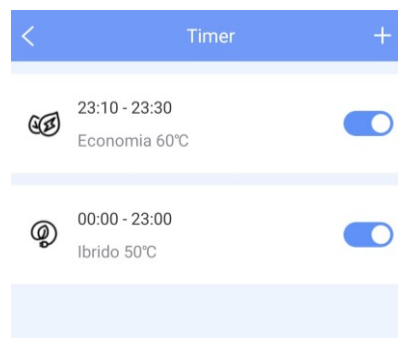 Timer
23:10 - 23:30
Economia 60℃
00:00 - 23:00
Ibrido 50℃